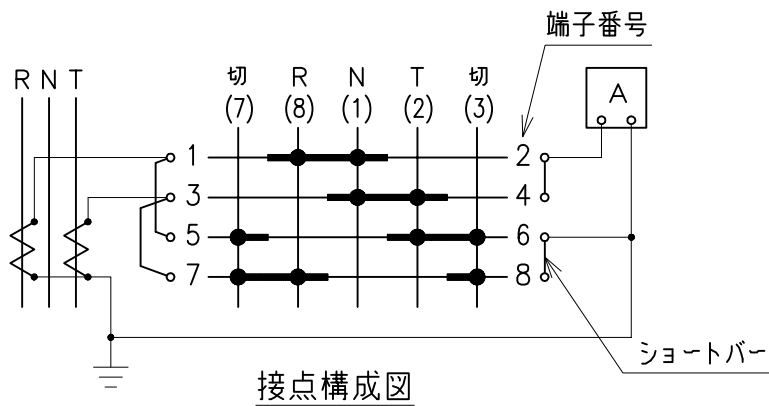 端子番号
R N T
切 R N T 切
(7) (8) (1) (2) (3)
A
1 2
3 4
5 6
7 8
ショートバー
接点構成図